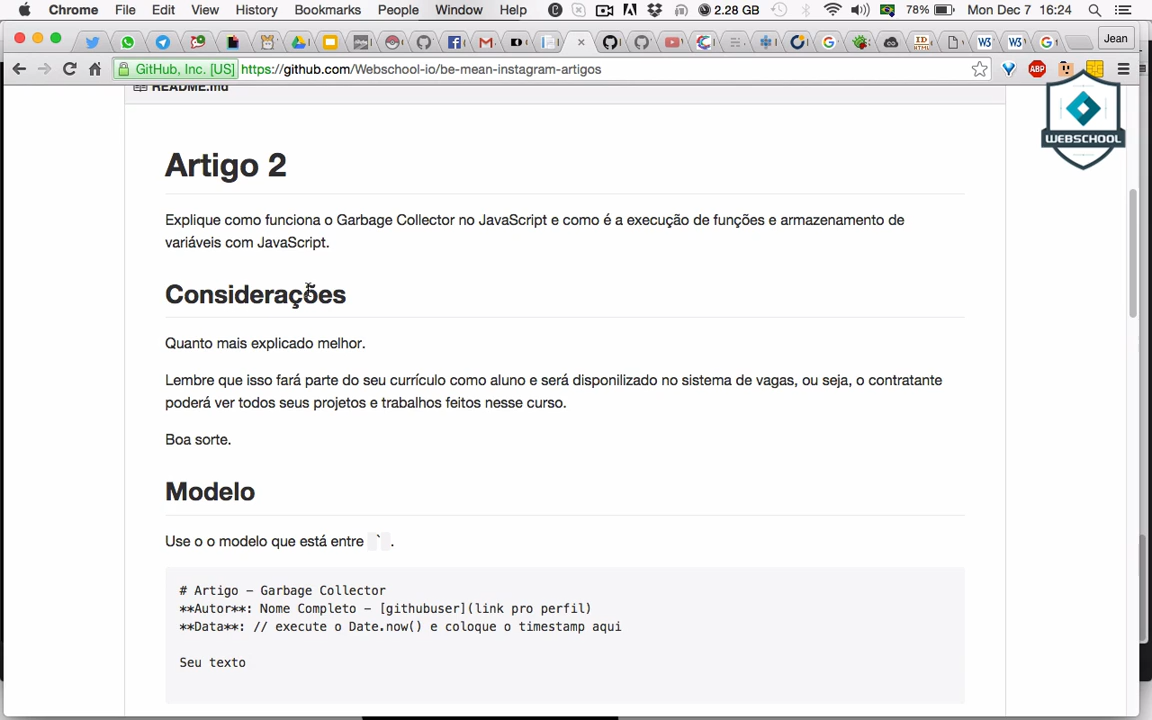 Chrome File Edit View History Bookmarks People Window Help 2.28 GB 78% Mon Dec 7 16:24
Jean
GitHub, Inc. [US] https://github.com/Webschool-io/be-mean-instagram-artigos
ABP
README.md
WEBSCHOOL
Artigo 2
Explique como funciona o Garbage Collector no JavaScript e como é a execução de funções e armazenamento de
variáveis com JavaScript.
Considerações
Quanto mais explicado melhor.
Lembre que isso fará parte do seu currículo como aluno e será disponilizado no sistema de vagas, ou seja, o contratante
poderá ver todos seus projetos e trabalhos feitos nesse curso.
Boa sorte.
Modelo
Use o o modelo que está entre ` .
# Artigo - Garbage Collector
**Autor**: Nome Completo - [githubuser](link pro perfil)
**Data**: // execute o Date.now() e coloque o timestamp aqui
Seu texto